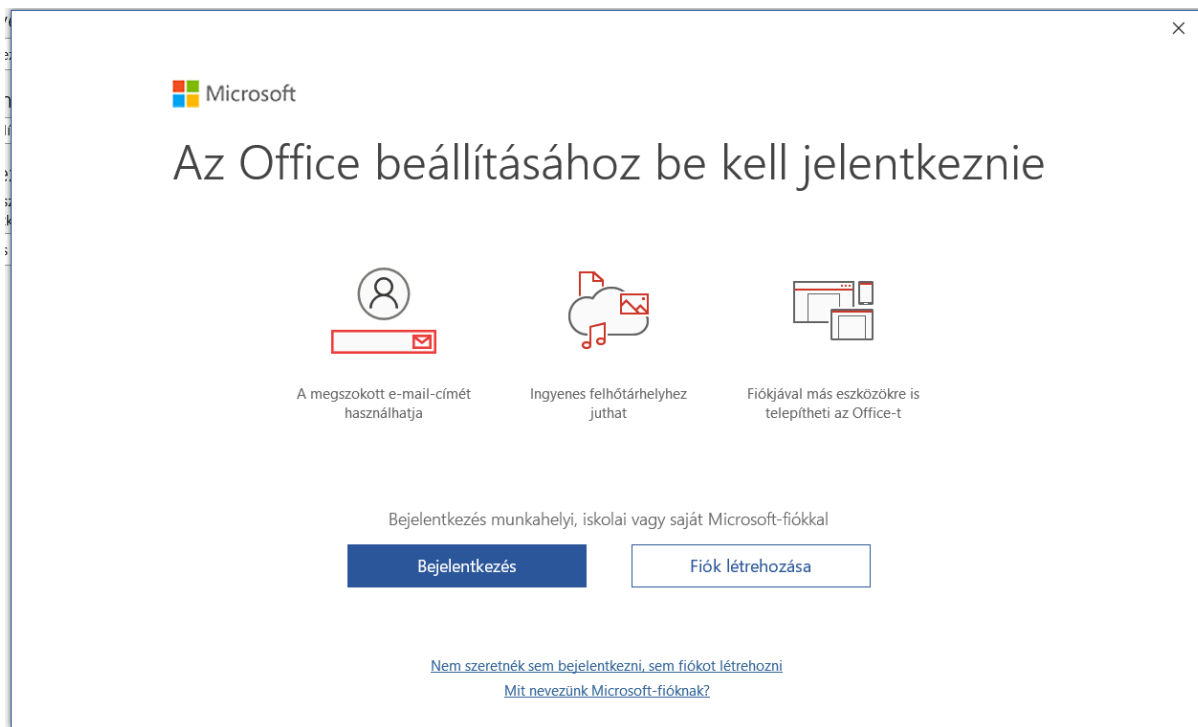 Microsoft
Az Office beállításához be kell jelentkeznie
A megszokott e-mail-címét
használhatja
Ingyenes felhőtárhelyhez
juthat
Fiókjával más eszközökre is
telepítheti az Office-t
Bejelentkezés munkahelyi, iskolai vagy saját Microsoft-fiókkal
Bejelentkezés
Fiók létrehozása
Nem szeretnék sem bejelentkezni, sem fiókot létrehozni
Mit nevezünk Microsoft-fióknak?